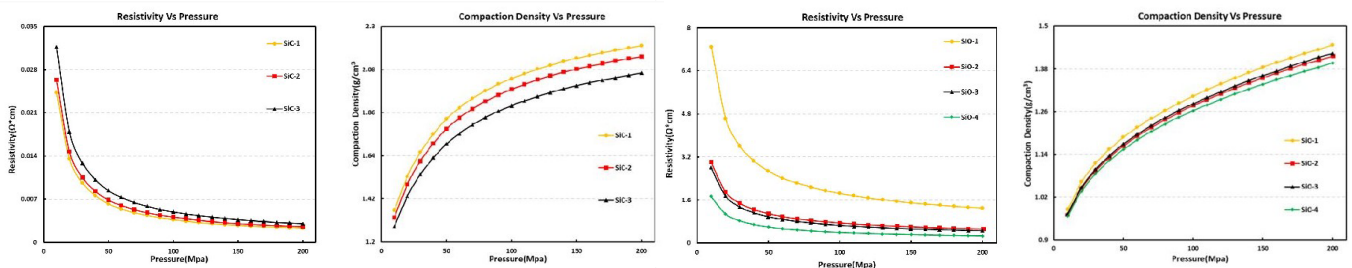 Resistivity Vs Pressure
Resistivity(Ω*cm)
0.035
0.028
0.021
0.014
0.007
0
0
50
100
150
200
Pressure(Mpa)
SiC-1
SiC-2
SiC-3
Compaction Density Vs Pressure
Compaction Density(g/cm³)
2.3
2.08
1.86
1.64
1.42
1.2
0
50
100
150
200
Pressure(Mpa)
SiC-1
SiC-2
SiC-3
Resistivity Vs Pressure
Resistivity(Ω*cm)
8
6.4
4.8
3.2
1.6
0
0
50
100
150
200
Pressure(Mpa)
SiO-1
SiO-2
SiO-3
SiO-4
Compaction Density Vs Pressure
Compaction Density(g/cm³)
1.5
1.38
1.26
1.14
1.02
0.9
0
50
100
150
200
Pressure(Mpa)
SiC-1
SiC-2
SiC-3
SiC-4